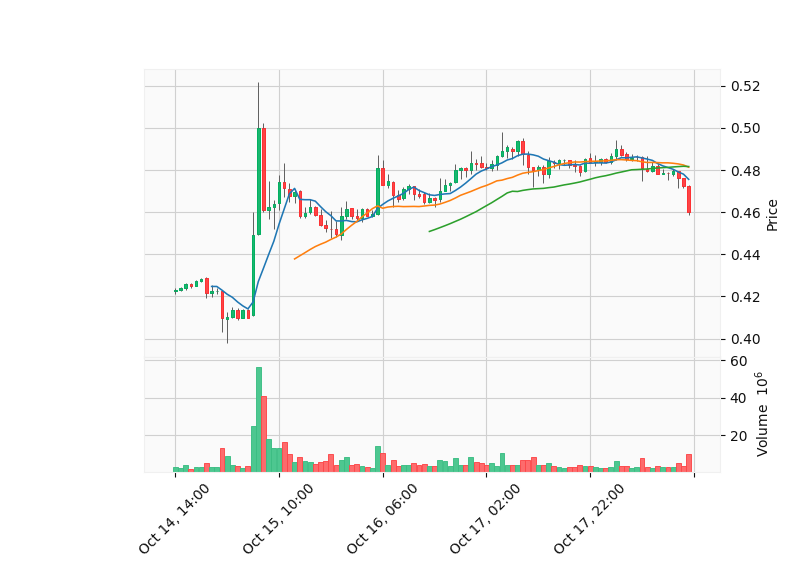 0.52
0.50
0.48
0.46
0.44
0.42
0.40
Price
60
40
20
Volume 10^6
Oct 14, 14:00
Oct 15, 10:00
Oct 16, 06:00
Oct 17, 02:00
Oct 17, 22:00